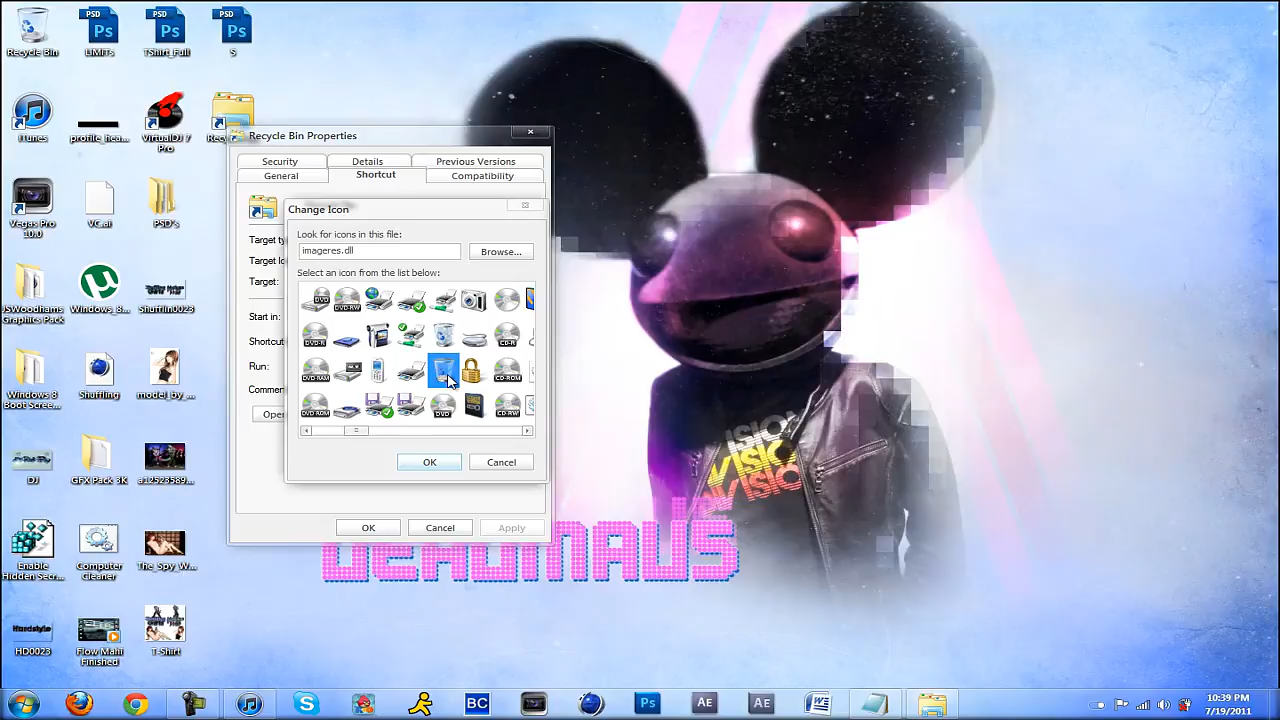 Recycle Bin
LIMITs
TShirt_Full
S
iTunes
profile_hea...
VirtualDJ 7 Pro
Vegas Pro 10.0
VC.ai
PSD's
JSWoodhams Graphics Pack
Windows_8...
Shufflin0023
Windows 8 Boot Scree...
Shuffling
model_by_...
DJ
GFX Pack 3K
a12523589...
Enable Hidden Secr...
Computer Cleaner
The_Spy_W...
HD0023
Flow Mahi Finished
T-Shirt
Recycle Bin Properties
Security
Details
Previous Versions
General
Shortcut
Compatibility
Target ty
Target lo
Target:
Start in:
Shortcut
Run:
Commen
Open
Change Icon
Look for icons in this file:
imageres.dll
Browse...
Select an icon from the list below:
DVD
DVD-RW
DVD-R
CD-R
DVD-RAM
CD-ROM
DVD-ROM
DVD
CD-RW
OK
Cancel
OK
Cancel
Apply
DEADMAUS
BC
Ps
Ae
AE
10:39 PM
7/19/2011